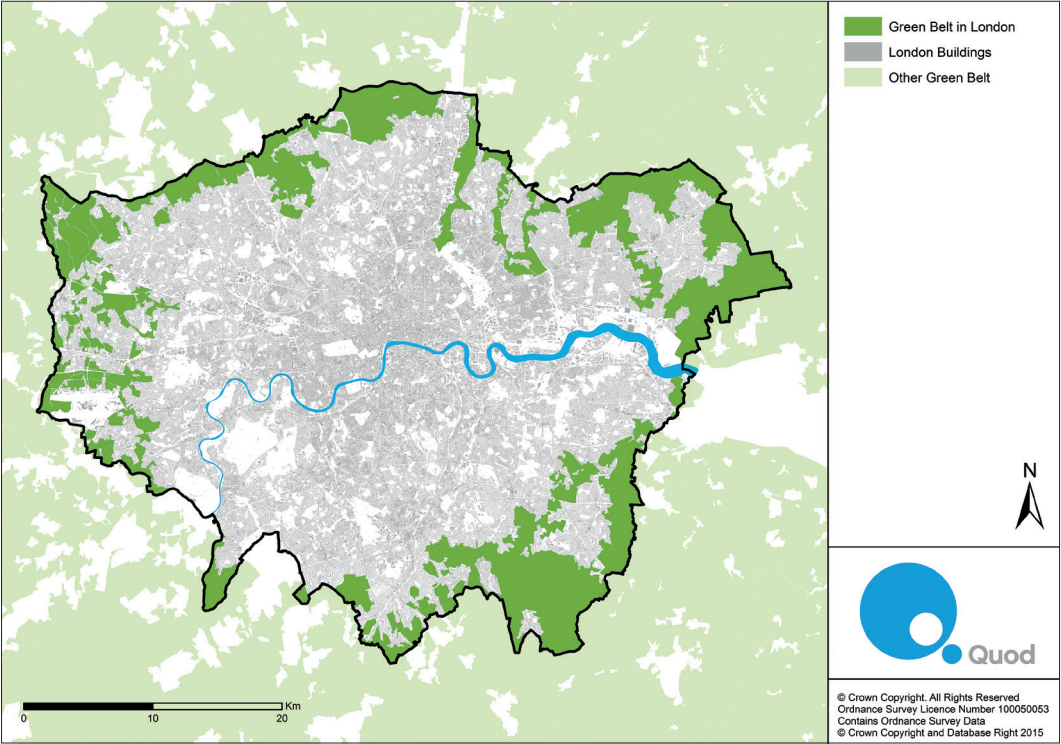 Green Belt in London
London Buildings
Other Green Belt
N
Km
0 10 20
Quod
© Crown Copyright. All Rights Reserved
Ordnance Survey Licence Number 100050053
Contains Ordnance Survey Data
© Crown Copyright and Database Right 2015